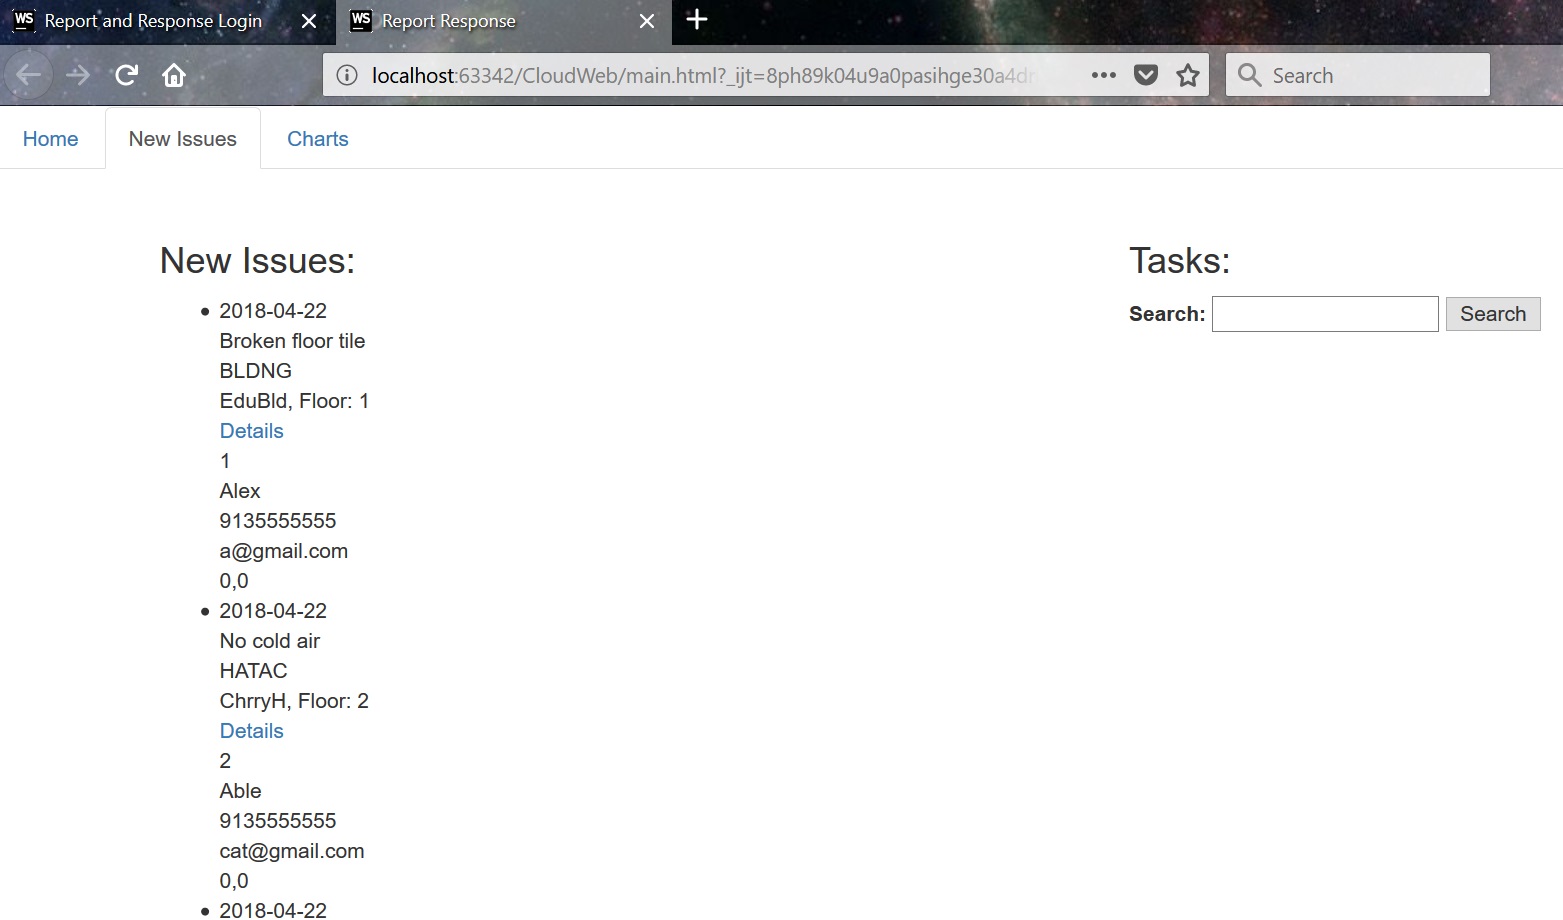 WS Report and Response Login
WS Report Response
localhost:63342/CloudWeb/main.html?_ijt=8ph89k04u9a0pasihge30a4dr
Search
Home
New Issues
Charts
New Issues:
2018-04-22
Broken floor tile
BLDNG
EduBld, Floor: 1
Details
1
Alex
9135555555
a@gmail.com
0,0
2018-04-22
No cold air
HATAC
ChrryH, Floor: 2
Details
2
Able
9135555555
cat@gmail.com
0,0
2018-04-22
Tasks:
Search: Search